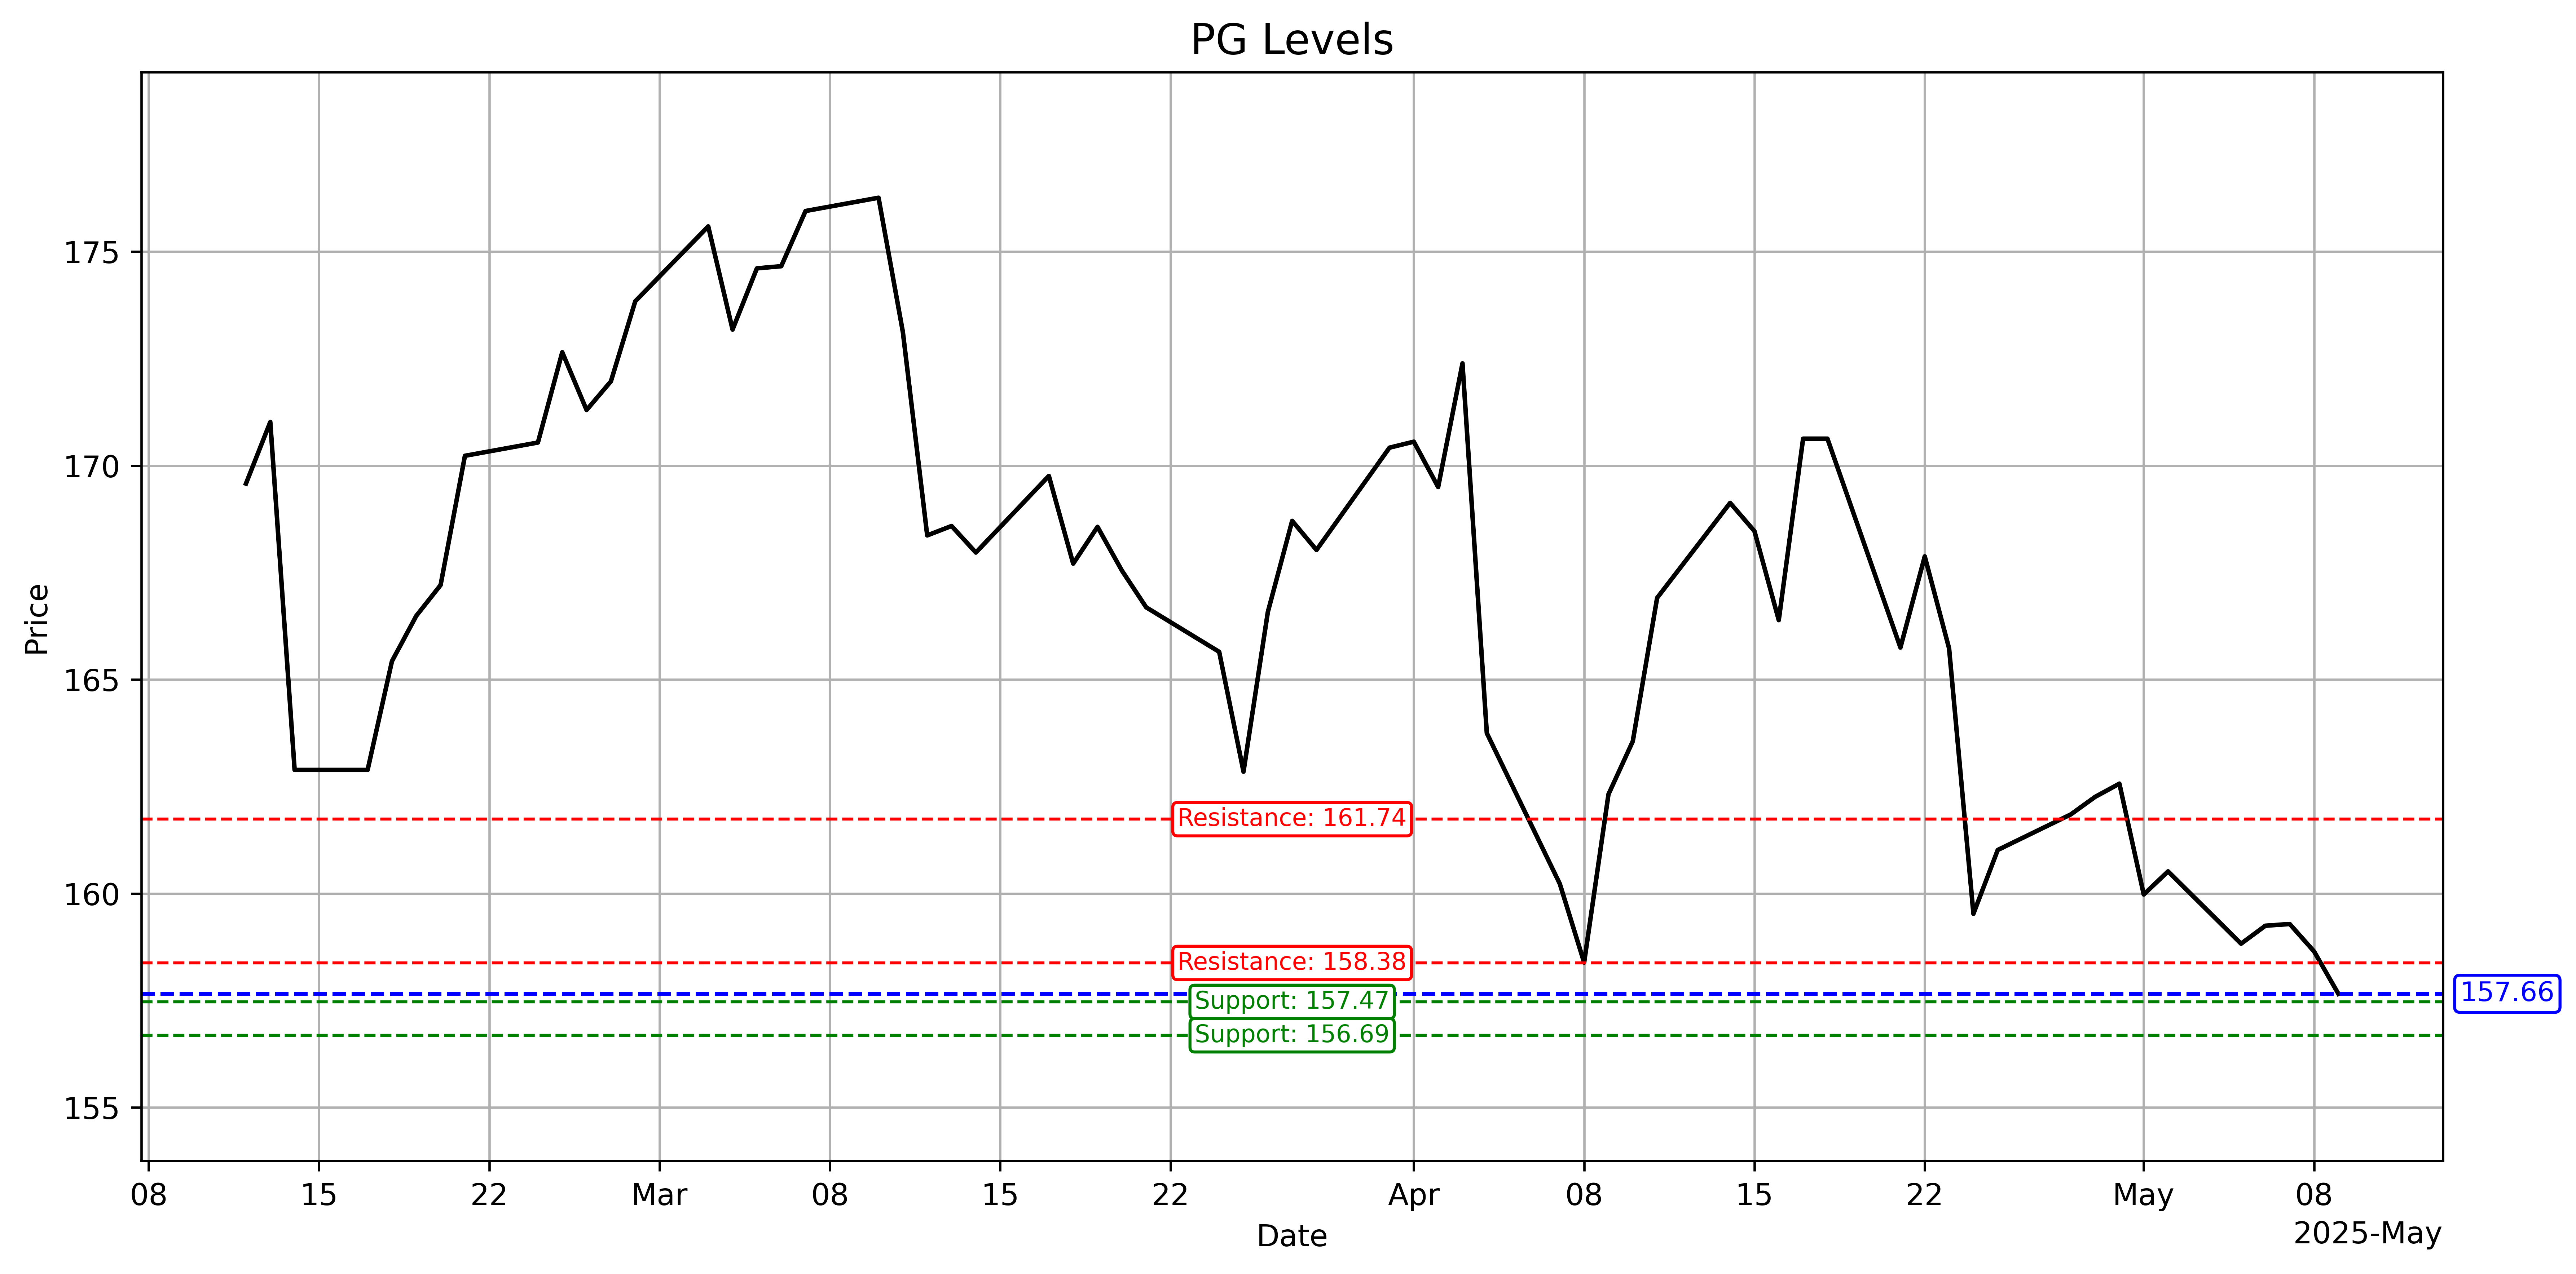 PG Levels
Price
175
170
165
160
155
Resistance: 161.74
Resistance: 158.38
Support: 157.47
157.66
Support: 156.69
08 15 22 Mar 08 15 22 Apr 08 15 22 May 08
Date
2025-May